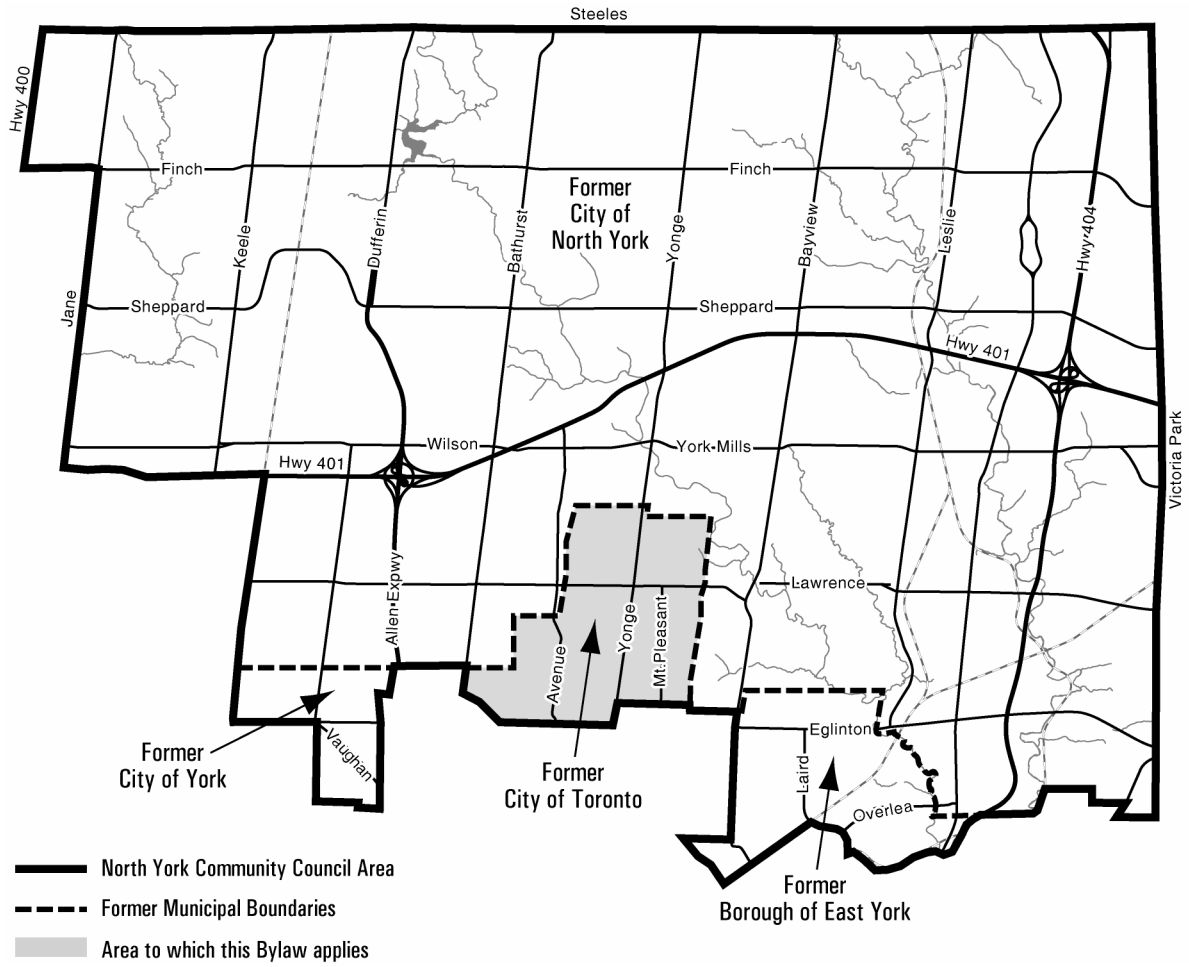 Steeles
Hwy 400
Finch
Finch
Former
City of
North York
Keele
Dufferin
Bathurst
Yonge
Bayview
Leslie
Hwy 404
Jane
Sheppard
Sheppard
Hwy 401
Wilson
York Mills
Hwy 401
Victoria Park
Allen Expwy
Lawrence
Avenue
Yonge
Mt.Pleasant
Eglinton
Laird
Overlea
Vaughan
Former
City of York
Former
City of Toronto
Former
Borough of East York
North York Community Council Area
Former Municipal Boundaries
Area to which this Bylaw applies